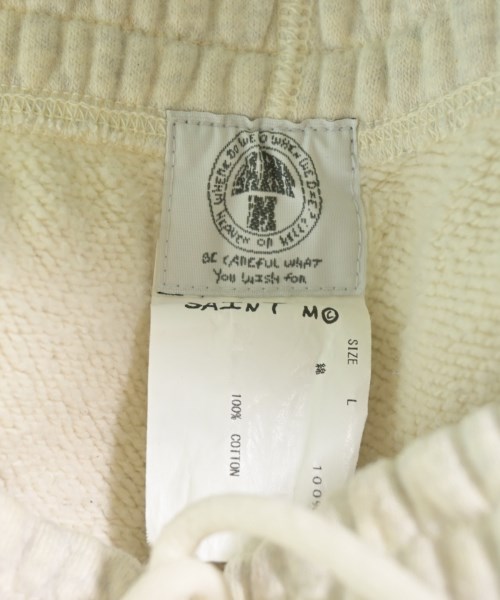 WHERE DO WE GO WHEN WE DIE?
HEAVEN OR HELL?
BE CAREFUL WHAT
YOU WISH FOR
SAINT M
SIZE L
綿 100%
100% COTTON